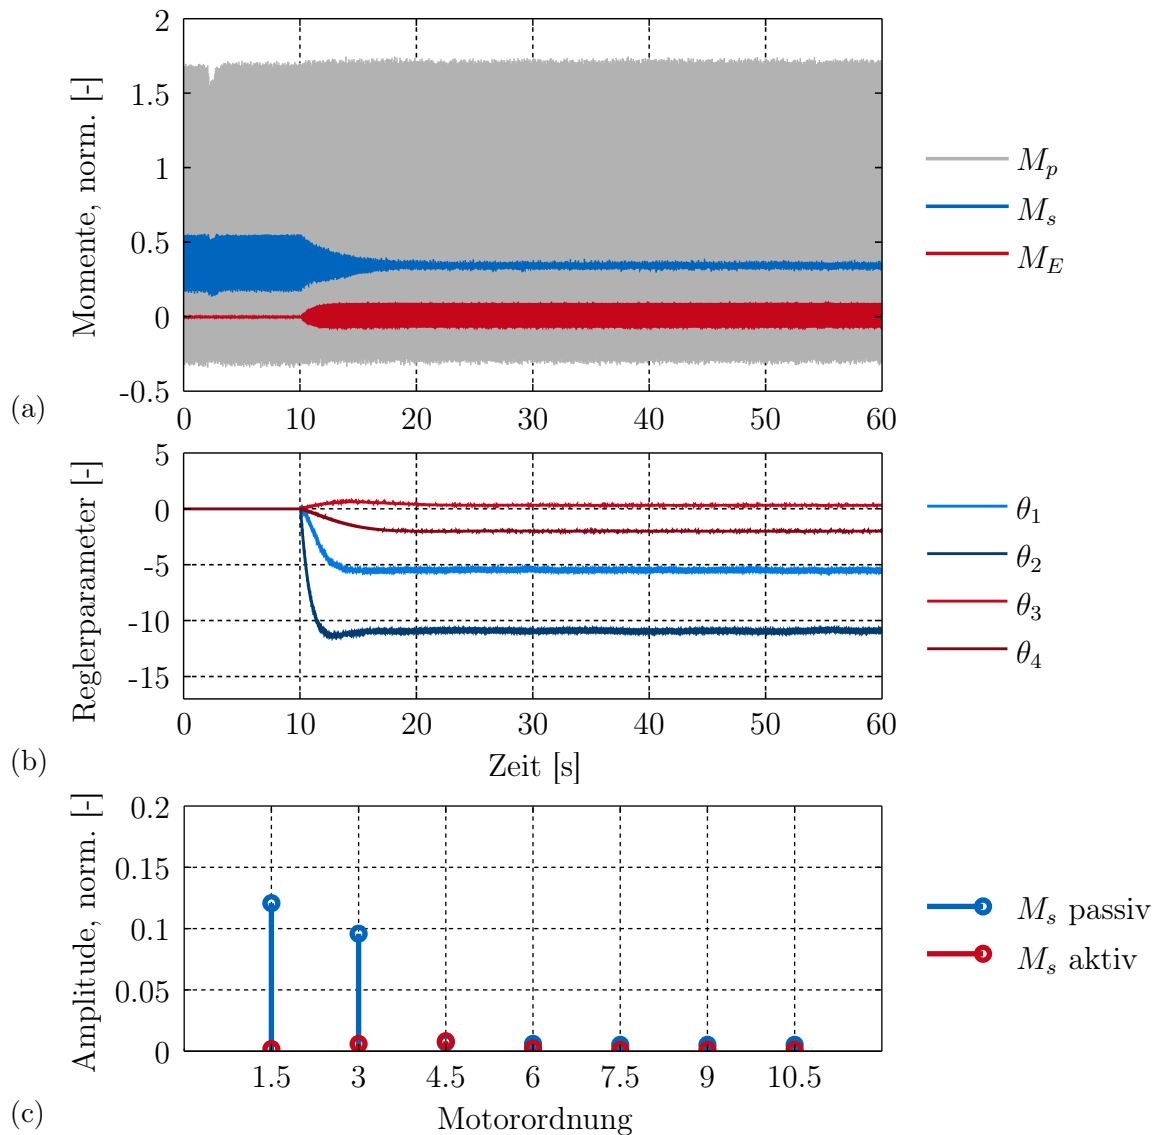 2
1.5
1
0.5
0
-0.5
Momente, norm. [-]
0 10 20 30 40 50 60
(a)
M_p
M_s
M_E
5
0
-5
-10
-15
Reglerparameter [-]
0 10 20 30 40 50 60
Zeit [s]
(b)
θ_1
θ_2
θ_3
θ_4
0.2
0.15
0.1
0.05
0
Amplitude, norm. [-]
1.5 3 4.5 6 7.5 9 10.5
Motorordnung
(c)
M_s passiv
M_s aktiv